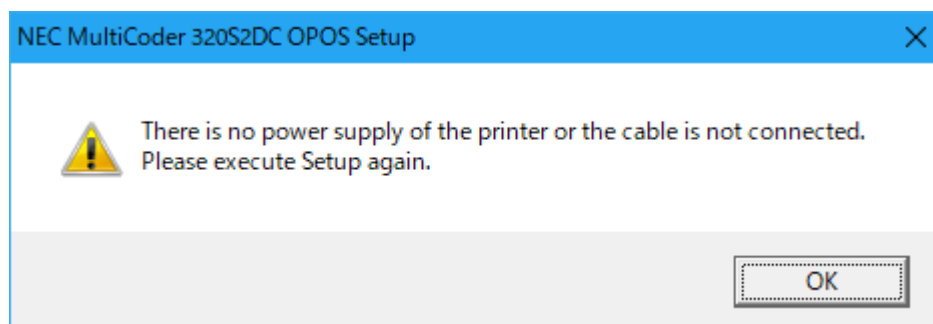 NEC MultiCoder 320S2DC OPOS Setup
There is no power supply of the printer or the cable is not connected.
Please execute Setup again.
OK